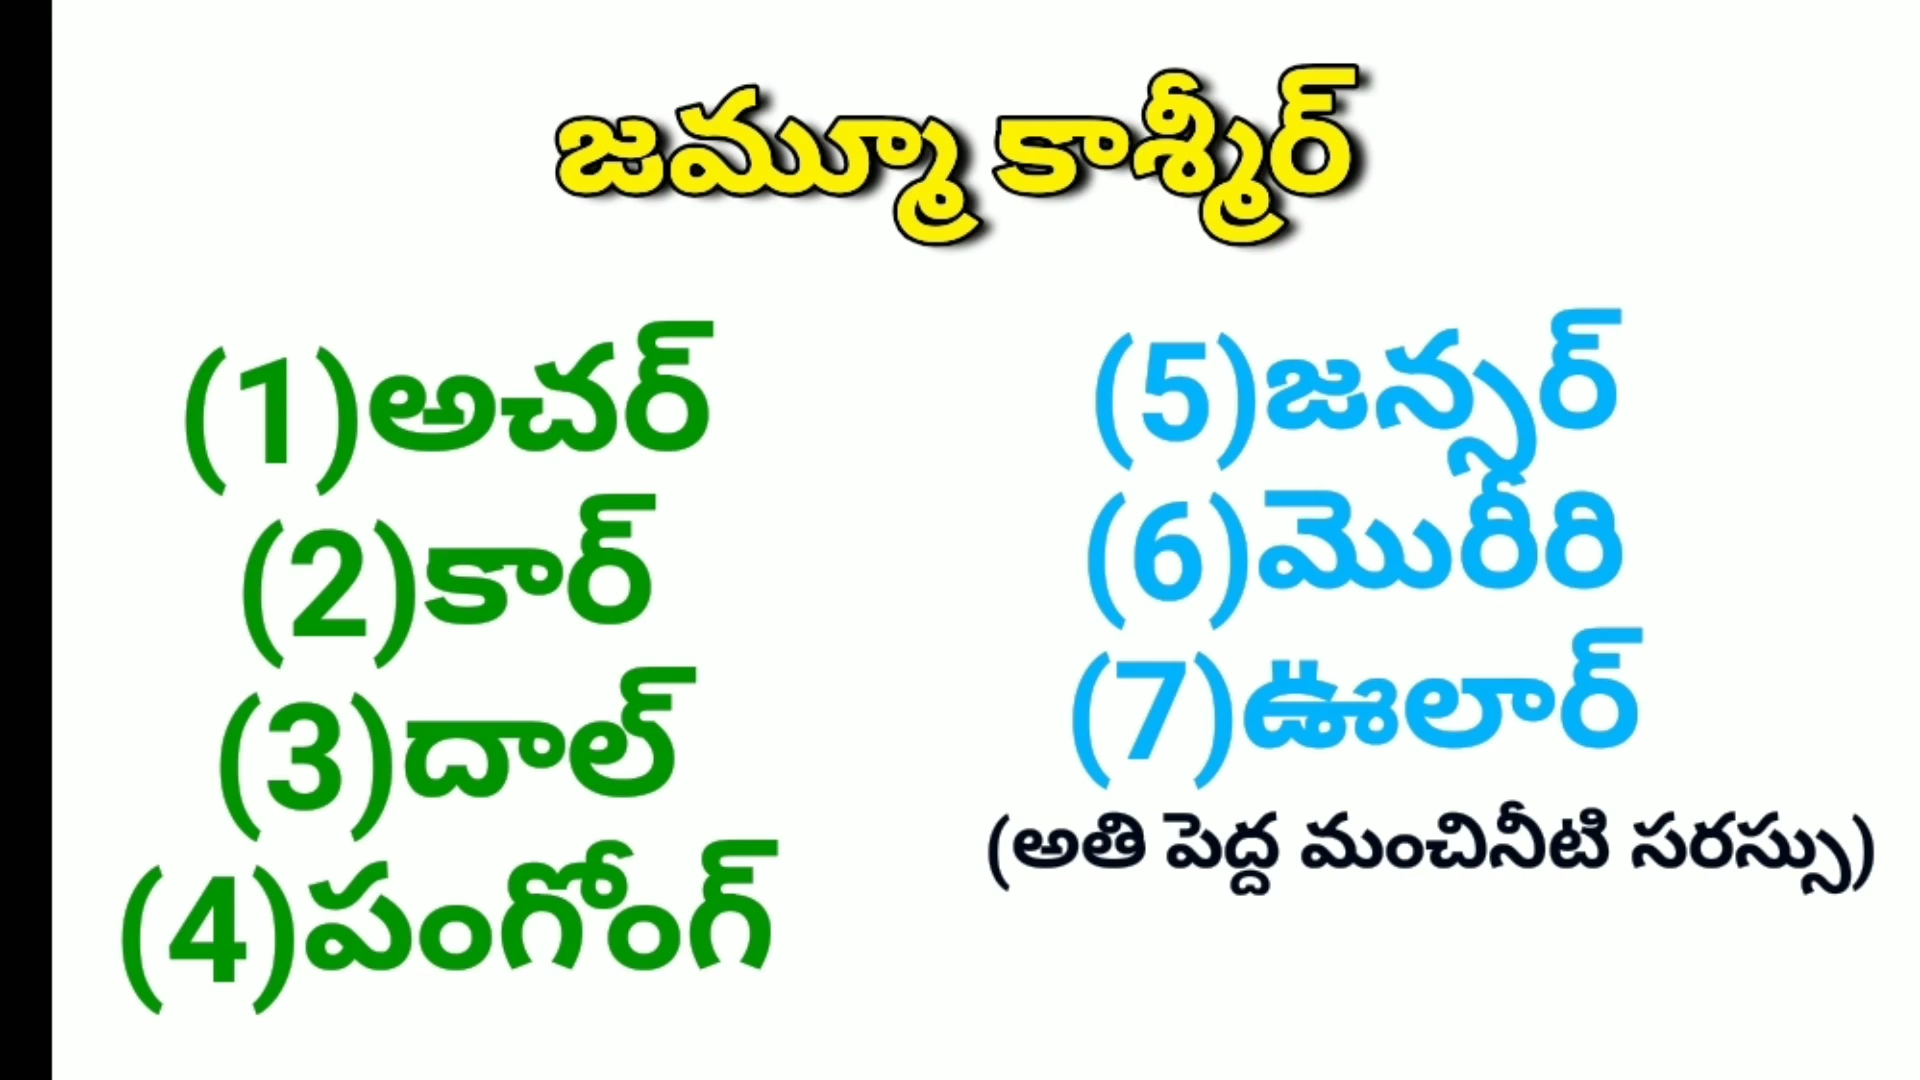 జమ్మూ కాశ్మీర్
(1)అచర్
(2)కార్
(3)దాల్
(4)పంగోంగ్
(5)జన్సర్
(6)మొరీరి
(7)ఊలార్
(అతి పెద్ద మంచినీటి సరస్సు)